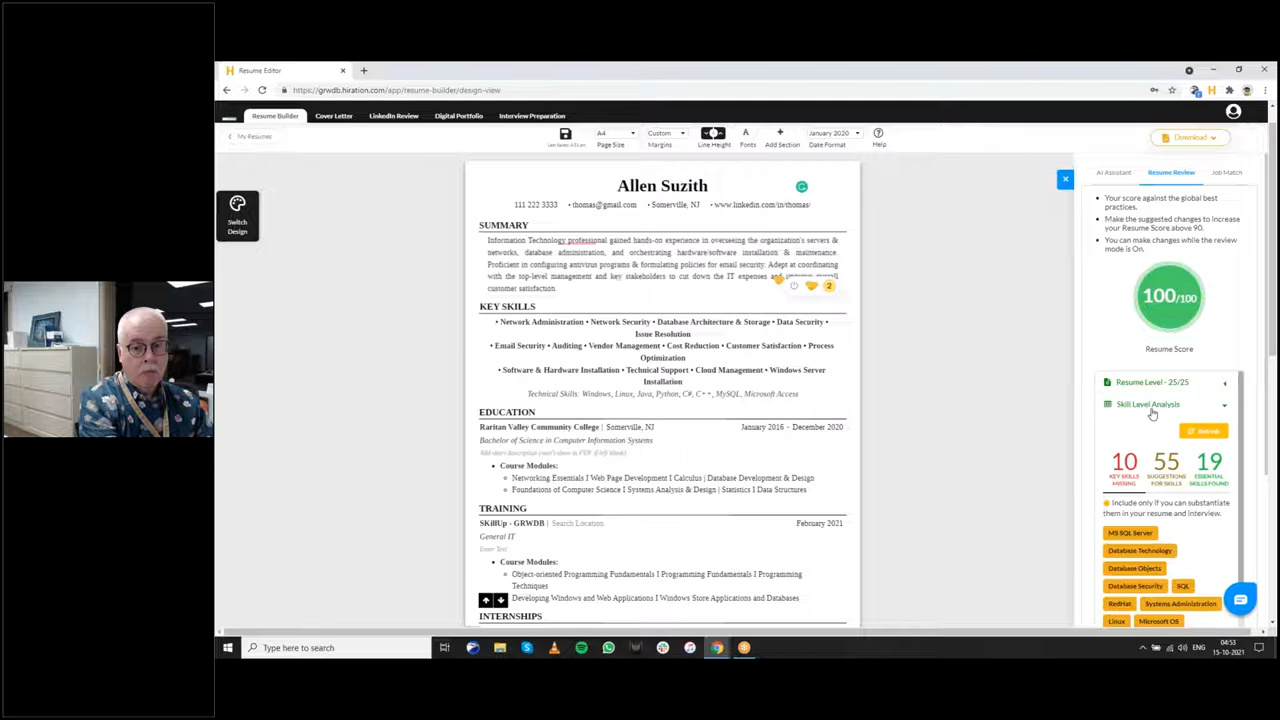 Resume Editor
https://grwdb.hiration.com/app/resume-builder/design-view
Resume Builder Cover Letter LinkedIn Review Digital Portfolio Interview Preparation
My Resumes
A4 Custom January 2020
Page Size Margins Line Height Fonts Add Section Date Format Help
Download
Switch
Design
AI Assistant Resume Review Job Match
Allen Suzith
111 222 3333 • thomas@gmail.com • Somerville, NJ • www.linkedin.com/in/thomas/
SUMMARY
Information Technology professional gained hands-on experience in overseeing the organization's servers &
networks, database administration, and orchestrating hardware/software installation & maintenance.
Proficient in configuring antivirus programs & formulating policies for email security. Adept at coordinating
with the top-level management and key stakeholders to cut down the IT expenses and
customer satisfaction.
2
KEY SKILLS
• Network Administration • Network Security • Database Architecture & Storage • Data Security •
Issue Resolution
• Email Security • Auditing • Vendor Management • Cost Reduction • Customer Satisfaction • Process
Optimization
• Software & Hardware Installation • Technical Support • Cloud Management • Windows Server
Installation
Technical Skills: Windows, Linux, Java, Python, C#, C++, MySQL, Microsoft Access
EDUCATION
Raritan Valley Community College | Somerville, NJ January 2016 - December 2020
Bachelor of Science in Computer Information Systems
• Course Modules:
Networking Essentials I Web Page Development I Calculus | Database Development & Design
Foundations of Computer Science I Systems Analysis & Design | Statistics I Data Structures
TRAINING
SKillUp - GRWDB | Search Location February 2021
General IT
Enter Text
• Course Modules:
Object-oriented Programming Fundamentals I Programming Fundamentals I Programming
Techniques
Developing Windows and Web Applications I Windows Store Applications and Databases
INTERNSHIPS
• Your score against the global best
practices.
• Make the suggested changes to increase
your Resume Score above 90.
• You can make changes while the review
mode is On.
100/100
Resume Score
Resume Level - 25/25
Skill Level Analysis
Refresh
10 55 19
KEY SKILLS SUGGESTIONS ESSENTIAL
MISSING FOR SKILLS SKILLS FOUND
Include only if you can substantiate
them in your resume and interview.
MS SQL Server
Database Technology
Database Objects
Database Security SQL
RedHat Systems Administration
Linux Microsoft OS
Type here to search
ENG
04:53
15-10-2021